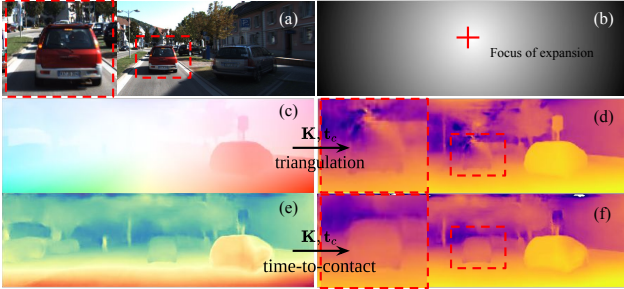 (a)
(b)
Focus of expansion
(c)
K, t_c
triangulation
(d)
(e)
K, t_c
time-to-contact
(f)